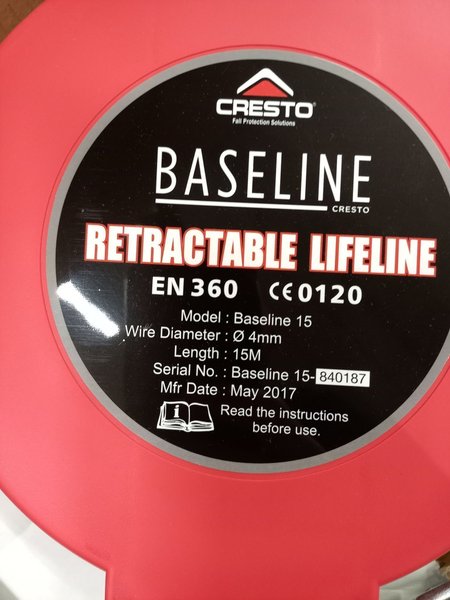 CRESTO®
Fall Protection Solutions
BASELINE
CRESTO
RETRACTABLE LIFELINE
EN 360 CE 0120
Model : Baseline 15
Wire Diameter : Ø 4mm
Length : 15M
Serial No. : Baseline 15-840187
Mfr Date : May 2017
i Read the instructions
before use.